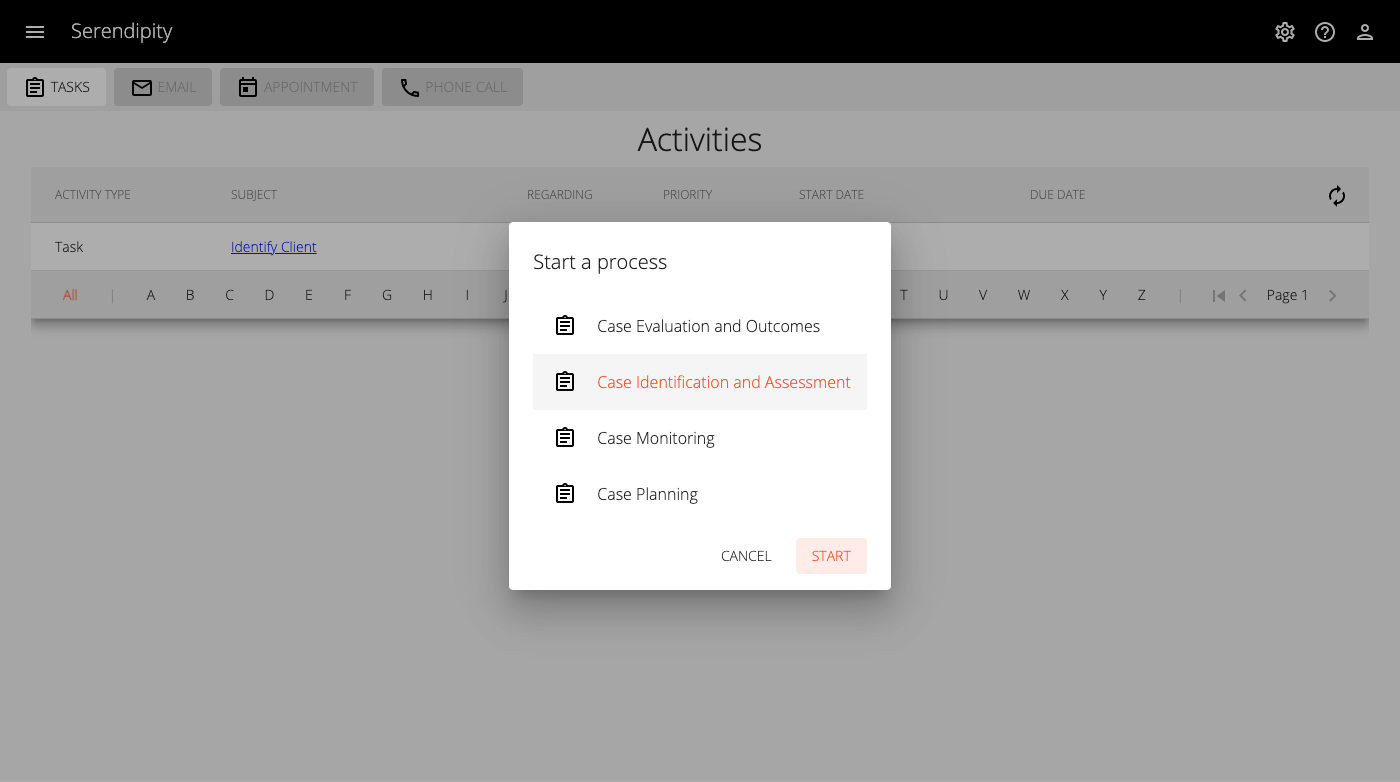 Serendipity
TASKS EMAIL APPOINTMENT PHONE CALL
Activities
ACTIVITY TYPE SUBJECT REGARDING PRIORITY START DATE DUE DATE
Task Identify Client
All | A B C D E F G H I J T U V W X Y Z | Page 1
Start a process
Case Evaluation and Outcomes
Case Identification and Assessment
Case Monitoring
Case Planning
CANCEL START